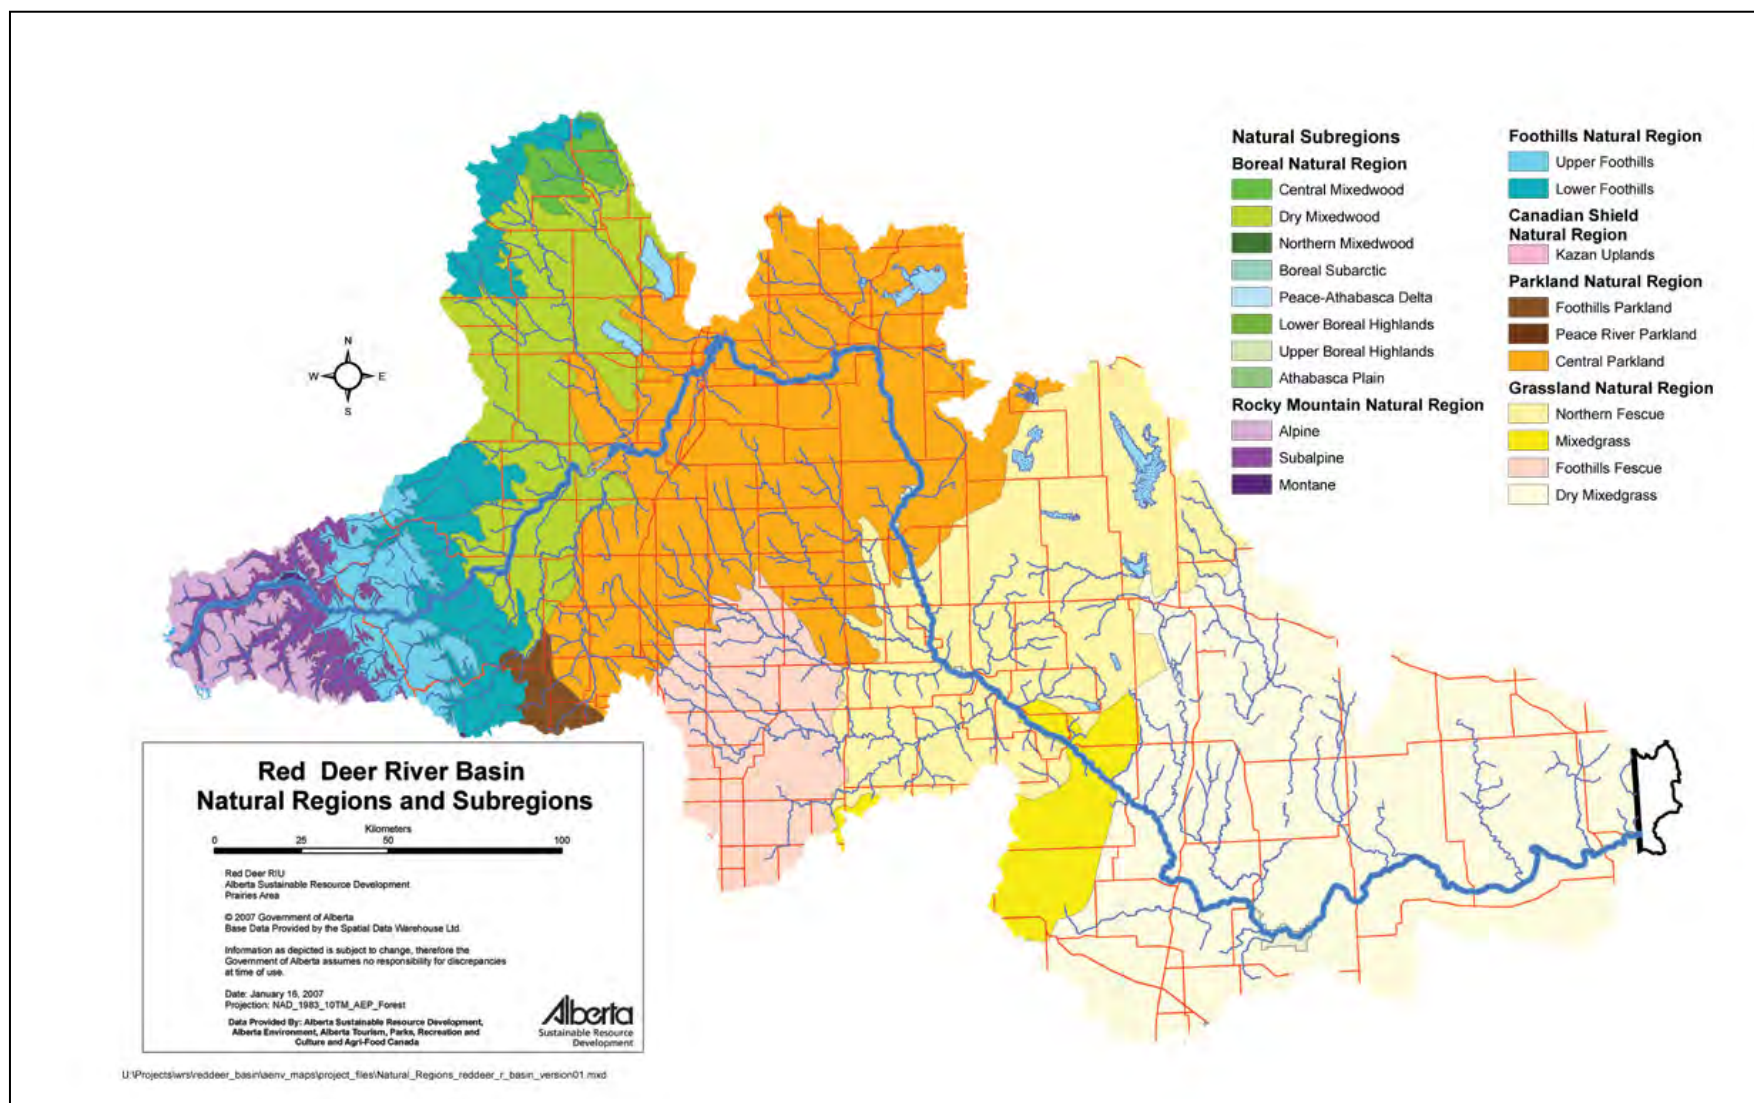 Natural Subregions
Boreal Natural Region
Central Mixedwood
Dry Mixedwood
Northern Mixedwood
Boreal Subarctic
Peace-Athabasca Delta
Lower Boreal Highlands
Upper Boreal Highlands
Athabasca Plain
Rocky Mountain Natural Region
Alpine
Subalpine
Montane
Foothills Natural Region
Upper Foothills
Lower Foothills
Canadian Shield
Natural Region
Kazan Uplands
Parkland Natural Region
Foothills Parkland
Peace River Parkland
Central Parkland
Grassland Natural Region
Northern Fescue
Mixedgrass
Foothills Fescue
Dry Mixedgrass
N
W E
S
Red Deer River Basin
Natural Regions and Subregions
Kilometers
0 25 50 100
Red Deer RIU
Alberta Sustainable Resource Development
Prairies Area
© 2007 Government of Alberta
Base Data Provided by the Spatial Data Warehouse Ltd.
Information as depicted is subject to change, therefore the
Government of Alberta assumes no responsibility for discrepancies
at time of use.
Date: January 16, 2007
Projection: NAD_1983_10TM_AEP_Forest
Data Provided By: Alberta Sustainable Resource Development,
Alberta Environment, Alberta Tourism, Parks, Recreation and
Culture and Agri-Food Canada
Alberta
Sustainable Resource
Development
U:\Projects\wrs\reddeer_basin\aenv_maps\project_files\Natural_Regions_reddeer_r_basin_version01.mxd